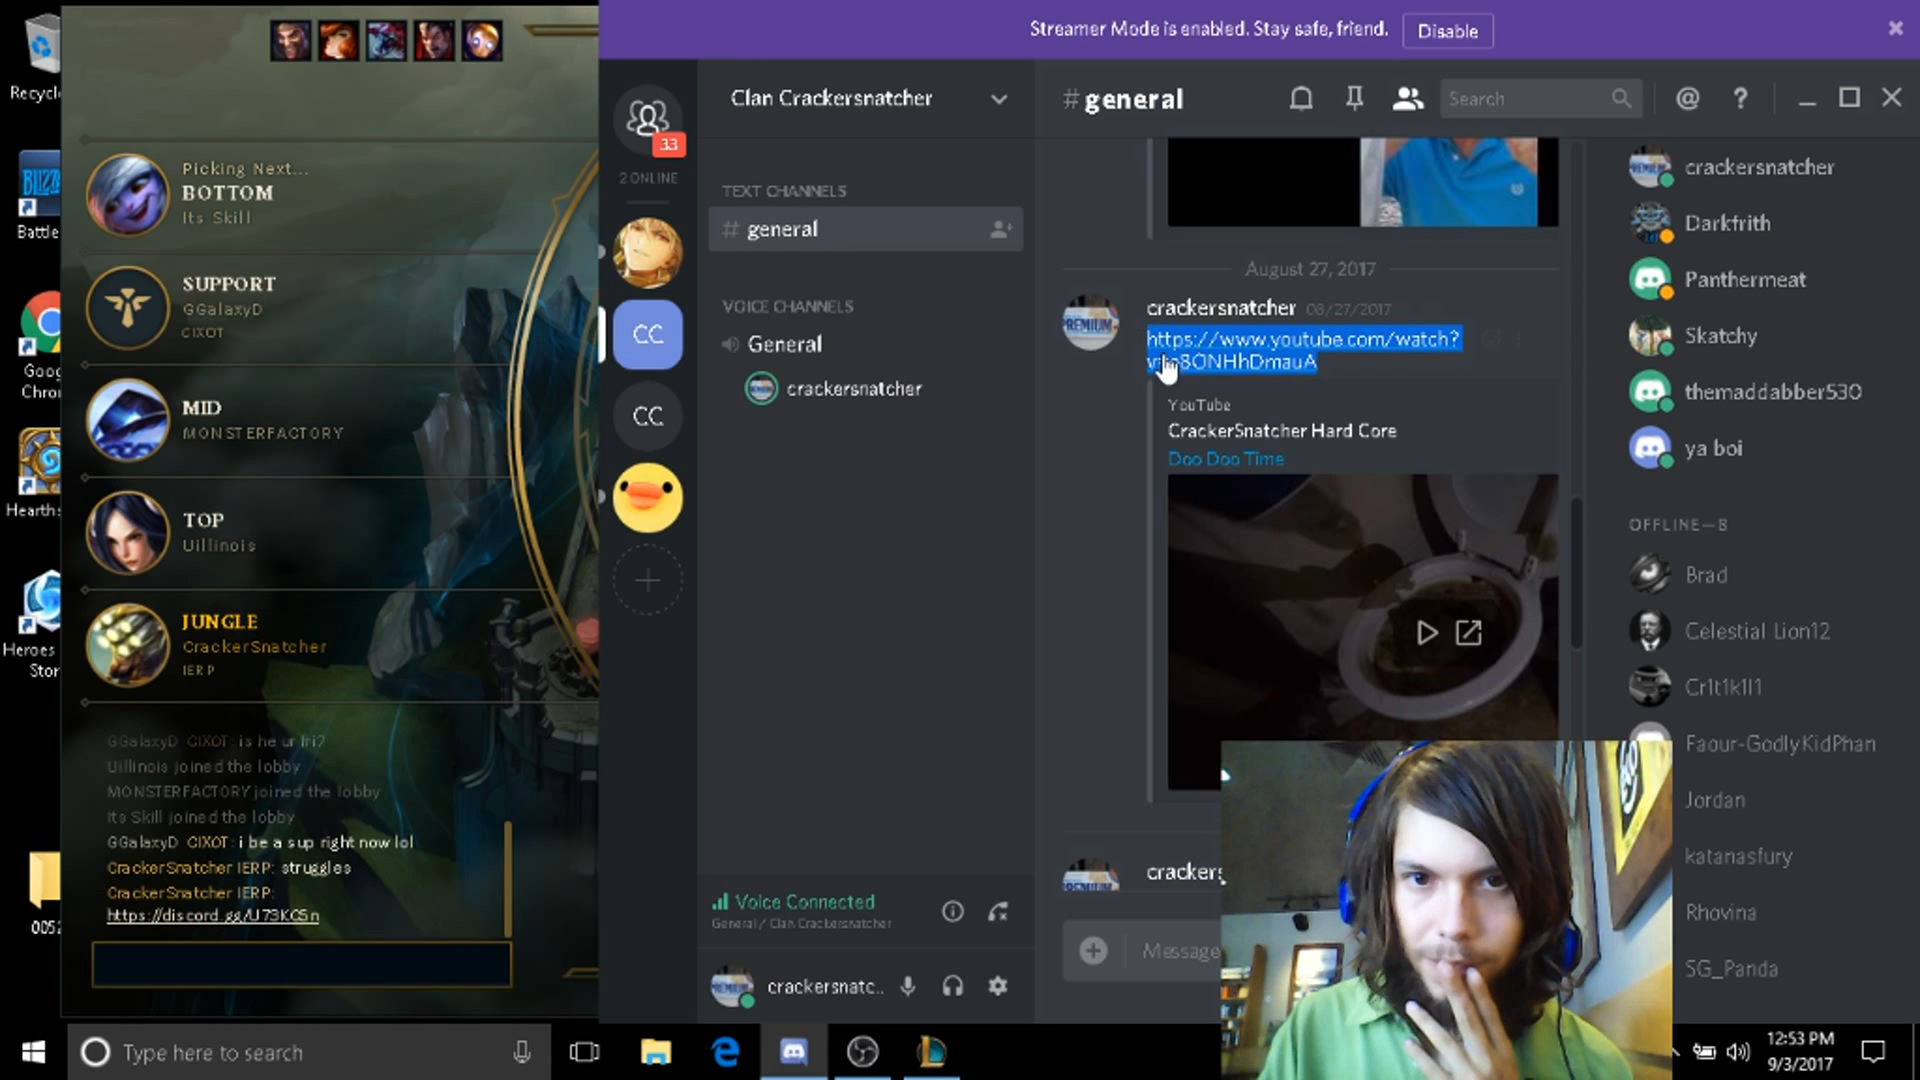 Recycl
Battle
Goog
Chro
Hearths
Heroes
Stor
0052
Picking Next...
BOTTOM
Its Skill
SUPPORT
GGalaxyD
CIXOT
MID
MONSTERFACTORY
TOP
Uillinois
JUNGLE
CrackerSnatcher
IERP
GGalaxyD CIXOT: is he ur fri?
Uillinois joined the lobby
MONSTERFACTORY joined the lobby
Its Skill joined the lobby
GGalaxyD CIXOT: i be a sup right now lol
CrackerSnatcher IERP: struggles
CrackerSnatcher IERP:
Streamer Mode is enabled. Stay safe, friend.
Disable
33
2 ONLINE
CC
CC
Clan Crackersnatcher
TEXT CHANNELS
# general
VOICE CHANNELS
General
crackersnatcher
Voice Connected
General / Clan Crackersnatcher
crackersnatc...
#general
Search
August 27, 2017
PREMIUM
crackersnatcher 08/27/2017
https://www.youtube.com/watch?
YouTube
CrackerSnatcher Hard Core
Doo Doo Time
crackers
Message
crackersnatcher
Darkfrith
Panthermeat
Skatchy
themaddabber530
ya boi
OFFLINE—8
Brad
Celestial Lion12
Cr1t1k1l1
Faour-GodlyKidPhan
Jordan
katanasfury
Rhovina
SG_Panda
Type here to search
12:53 PM
9/3/2017